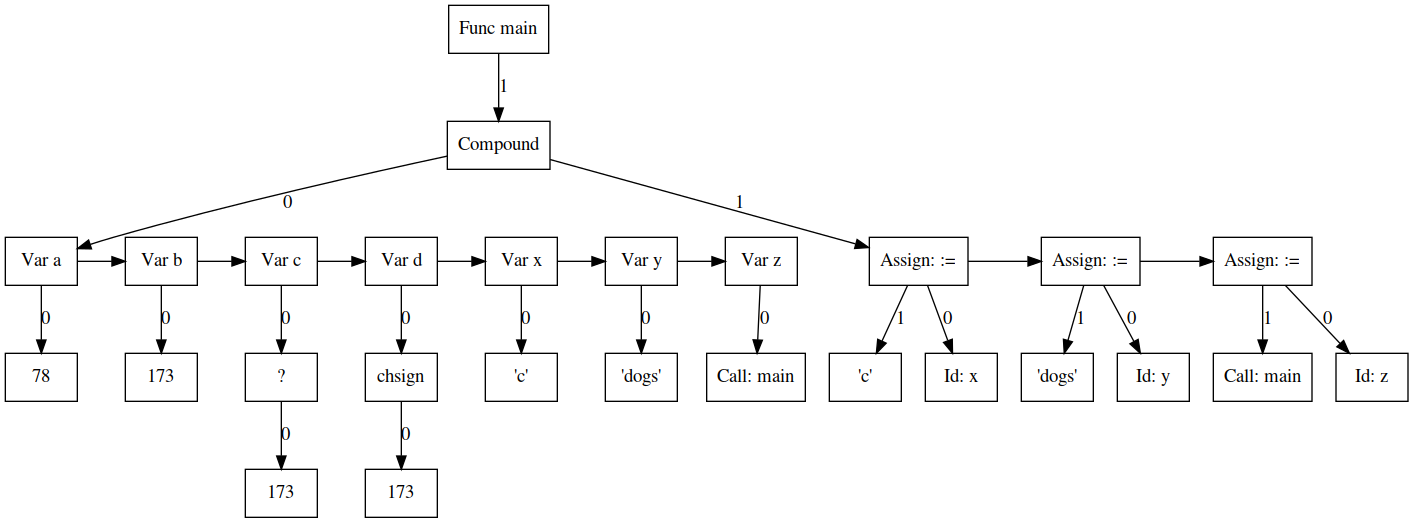 Func main
1
Compound
0
1
Var a
Var b
Var c
Var d
Var x
Var y
Var z
Assign: :=
Assign: :=
Assign: :=
0
0
0
0
0
0
0
1
0
1
0
1
0
78
173
?
chsign
'c'
'dogs'
Call: main
'c'
Id: x
'dogs'
Id: y
Call: main
Id: z
0
0
173
173